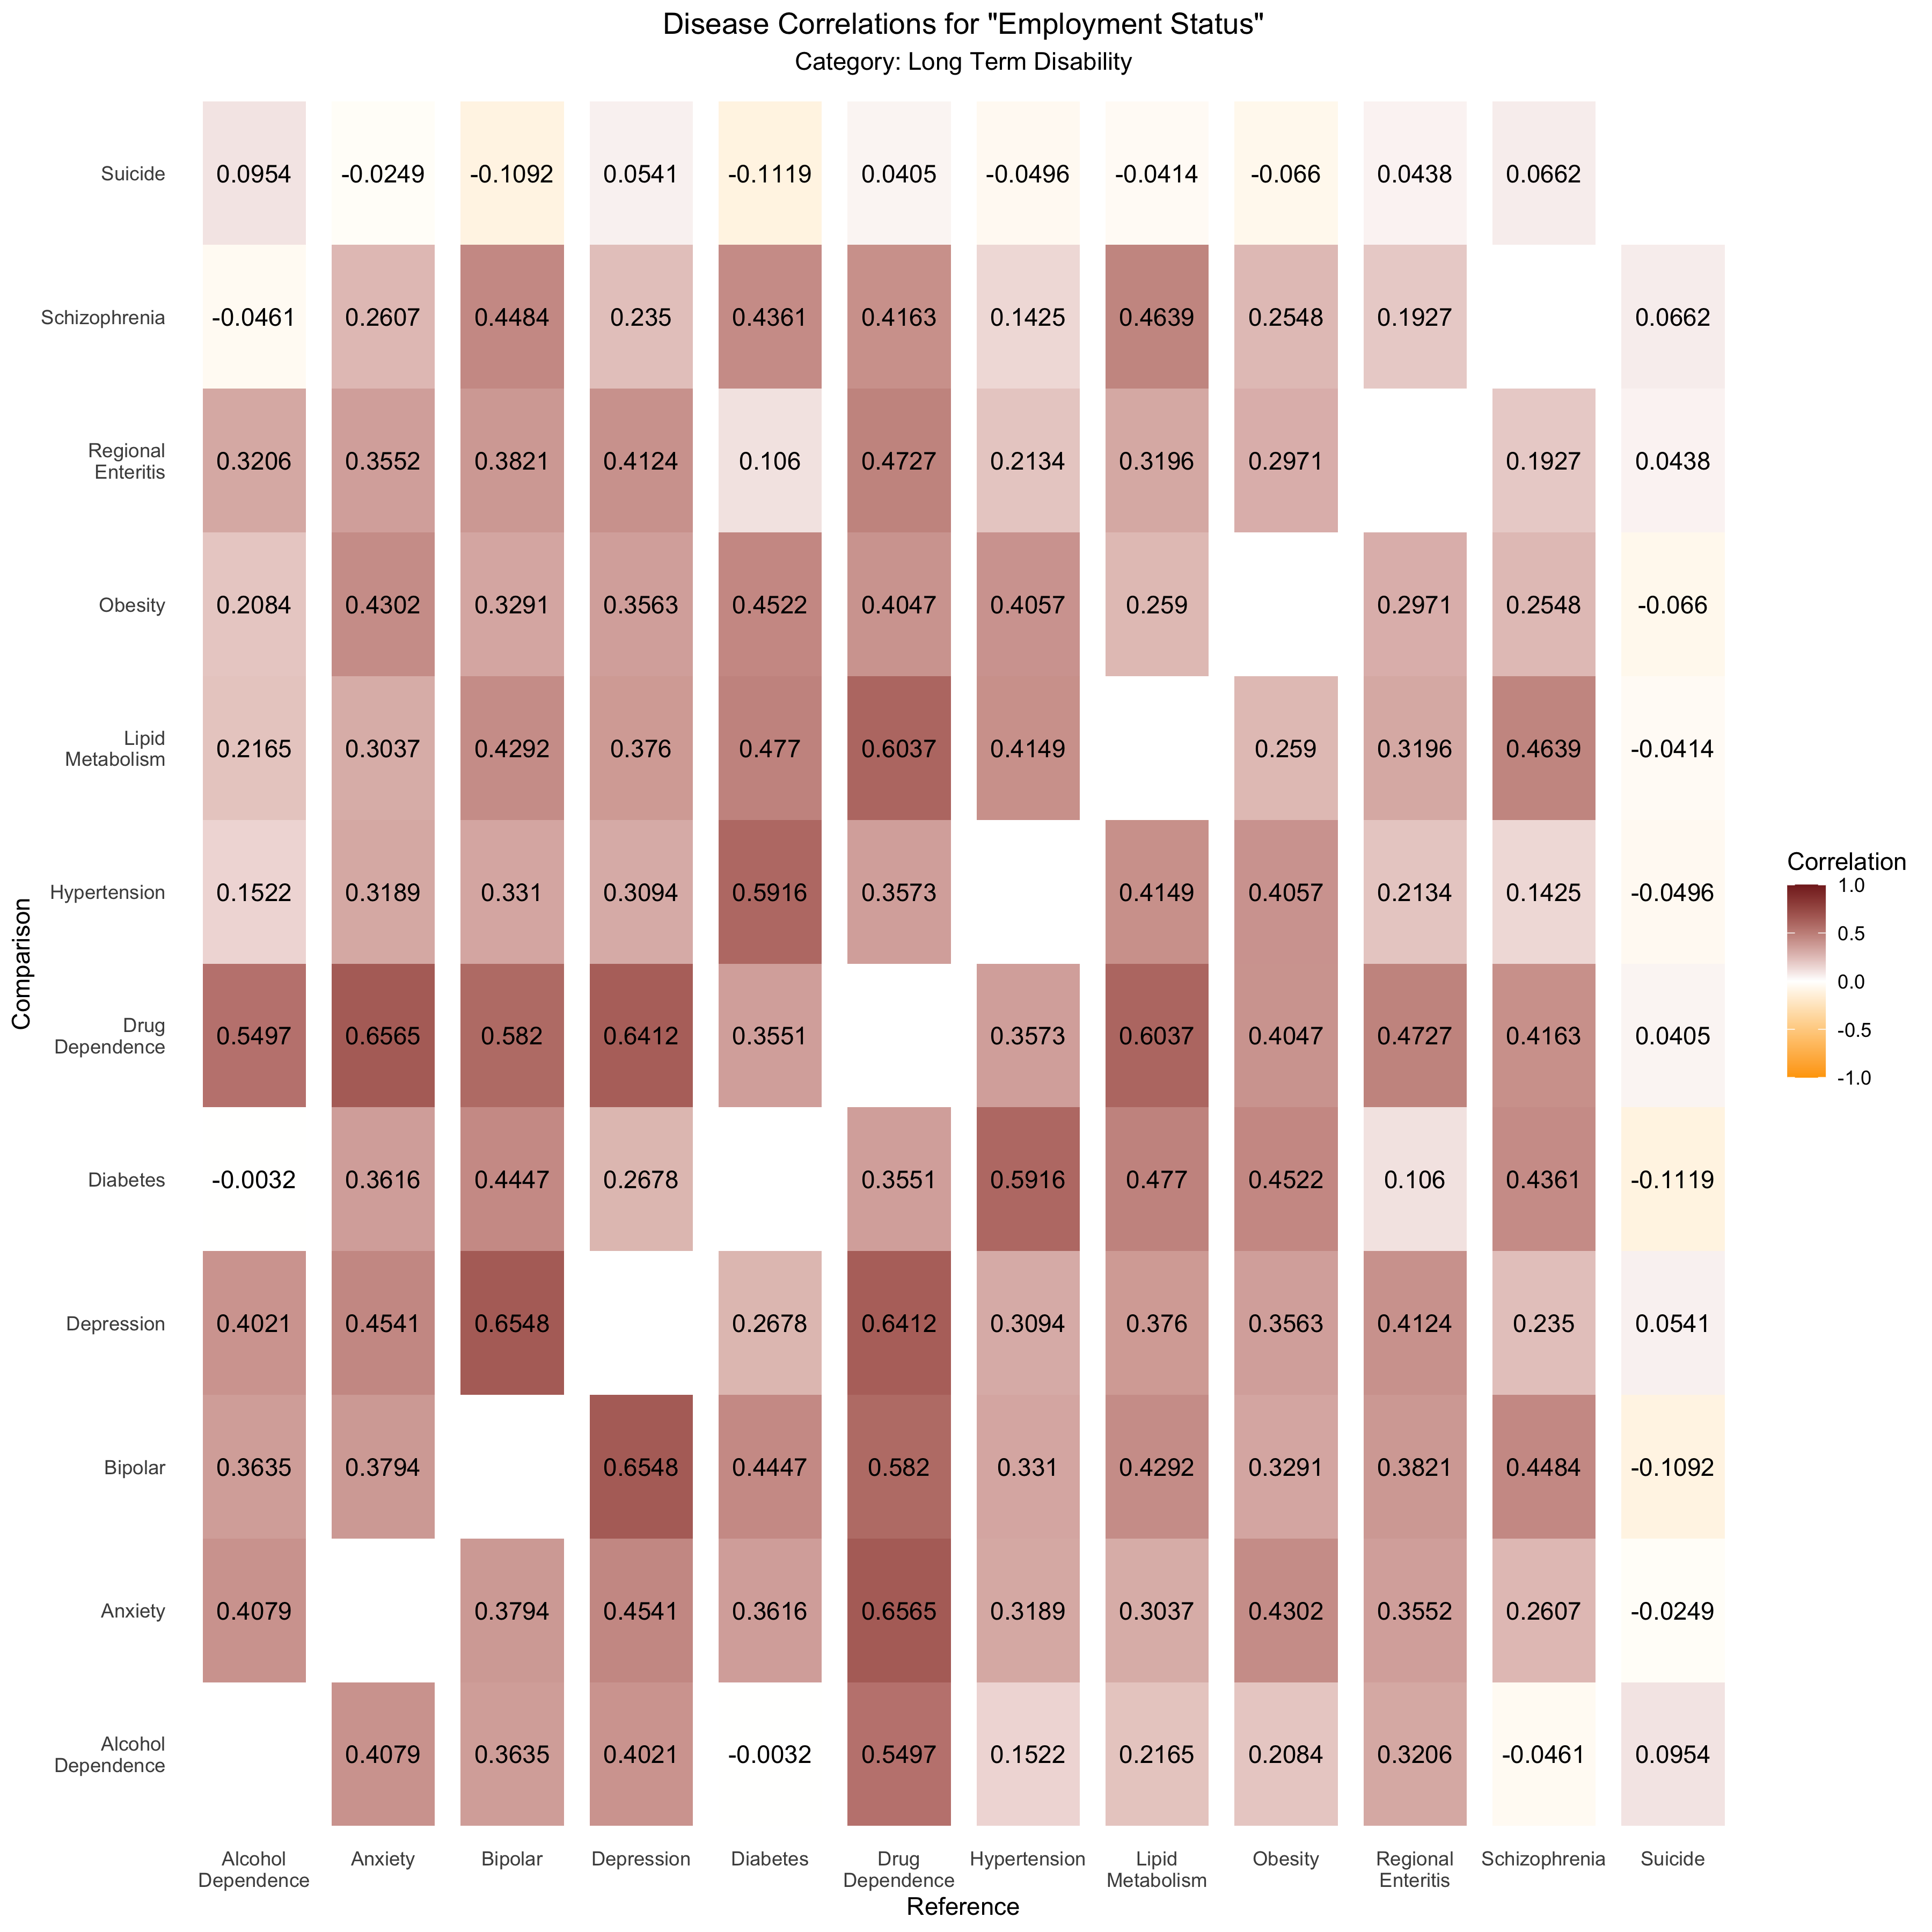 Disease Correlations for "Employment Status"
Category: Long Term Disability
Suicide 0.0954 -0.0249 -0.1092 0.0541 -0.1119 0.0405 -0.0496 -0.0414 -0.066 0.0438 0.0662
Schizophrenia -0.0461 0.2607 0.4484 0.235 0.4361 0.4163 0.1425 0.4639 0.2548 0.1927 0.0662
Regional
Enteritis 0.3206 0.3552 0.3821 0.4124 0.106 0.4727 0.2134 0.3196 0.2971 0.1927 0.0438
Obesity 0.2084 0.4302 0.3291 0.3563 0.4522 0.4047 0.4057 0.259 0.2971 0.2548 -0.066
Lipid
Metabolism 0.2165 0.3037 0.4292 0.376 0.477 0.6037 0.4149 0.259 0.3196 0.4639 -0.0414
Hypertension 0.1522 0.3189 0.331 0.3094 0.5916 0.3573 0.4149 0.4057 0.2134 0.1425 -0.0496
Drug
Dependence 0.5497 0.6565 0.582 0.6412 0.3551 0.3573 0.6037 0.4047 0.4727 0.4163 0.0405
Diabetes -0.0032 0.3616 0.4447 0.2678 0.3551 0.5916 0.477 0.4522 0.106 0.4361 -0.1119
Depression 0.4021 0.4541 0.6548 0.2678 0.6412 0.3094 0.376 0.3563 0.4124 0.235 0.0541
Bipolar 0.3635 0.3794 0.6548 0.4447 0.582 0.331 0.4292 0.3291 0.3821 0.4484 -0.1092
Anxiety 0.4079 0.3794 0.4541 0.3616 0.6565 0.3189 0.3037 0.4302 0.3552 0.2607 -0.0249
Alcohol
Dependence 0.4079 0.3635 0.4021 -0.0032 0.5497 0.1522 0.2165 0.2084 0.3206 -0.0461 0.0954
Comparison
Alcohol Anxiety Bipolar Depression Diabetes Drug Hypertension Lipid Obesity Regional Schizophrenia Suicide
Dependence Dependence Metabolism Enteritis
Reference
Correlation
1.0
0.5
0.0
-0.5
-1.0